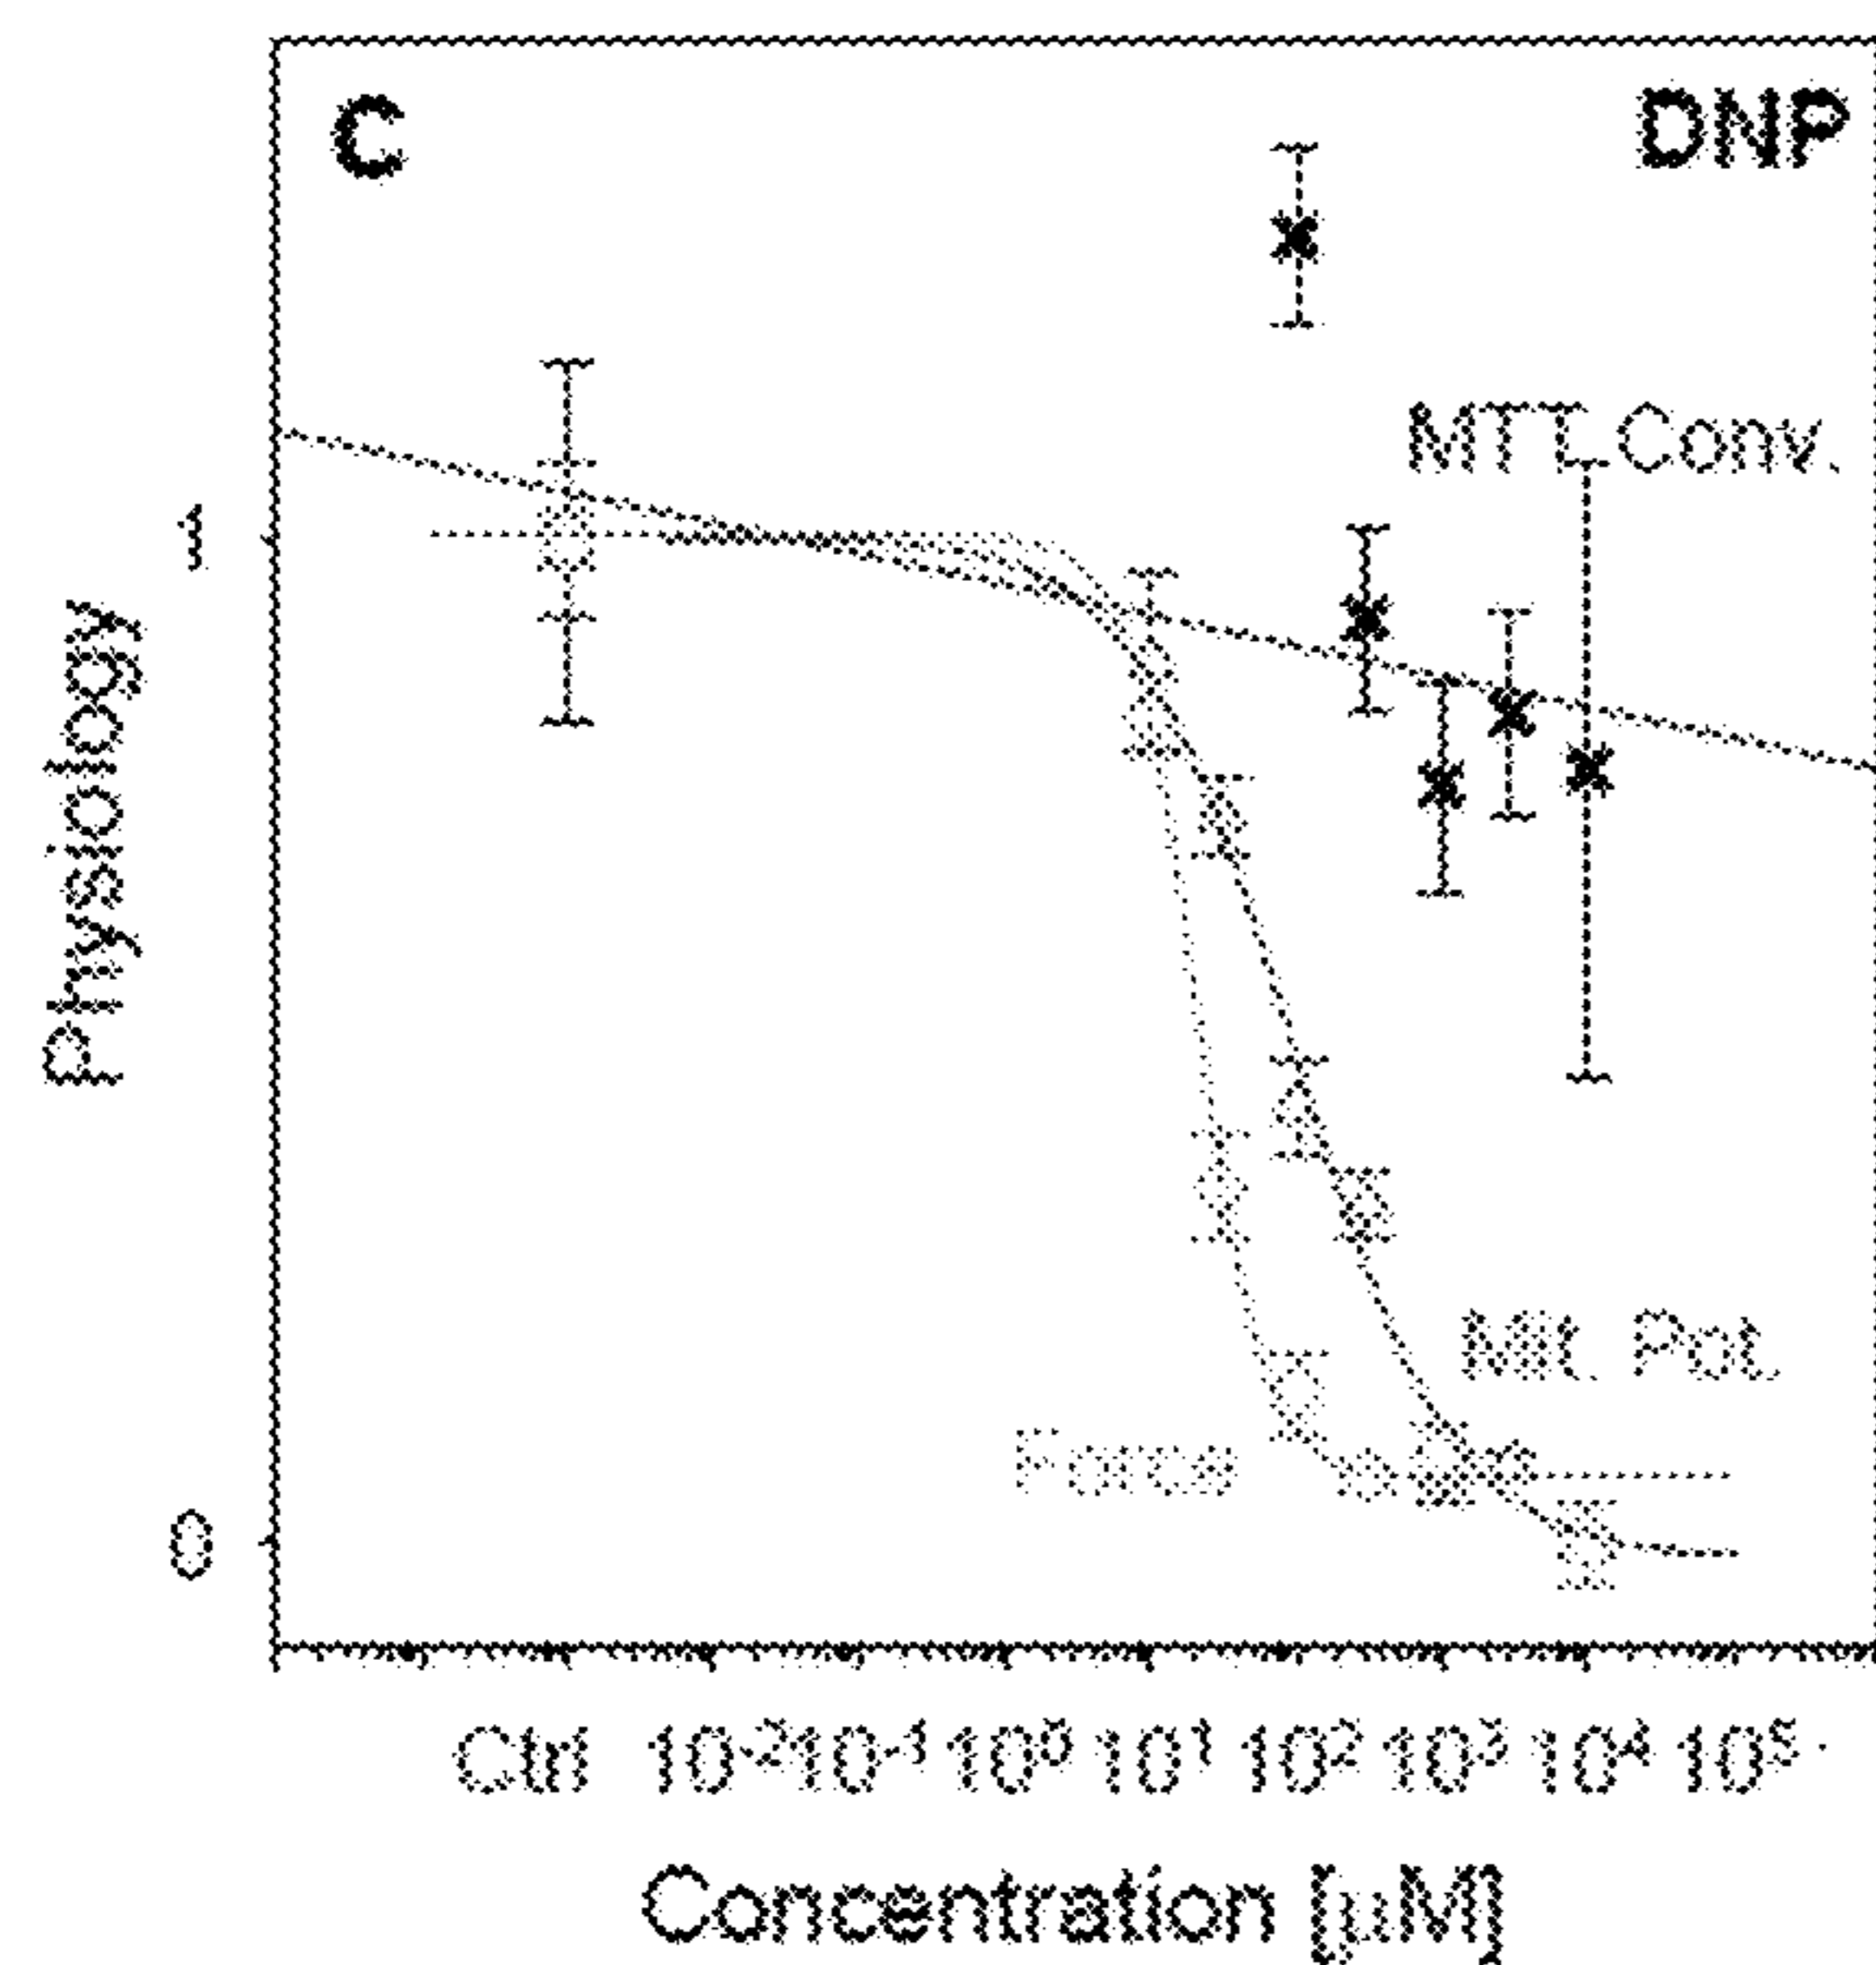 C DNP
MTT Conv.
1
Physiology
Mit. Pot.
Force
0
Ctrl 10⁻² 10⁻¹ 10⁰ 10¹ 10² 10³ 10⁴ 10⁵
Concentration [µM]